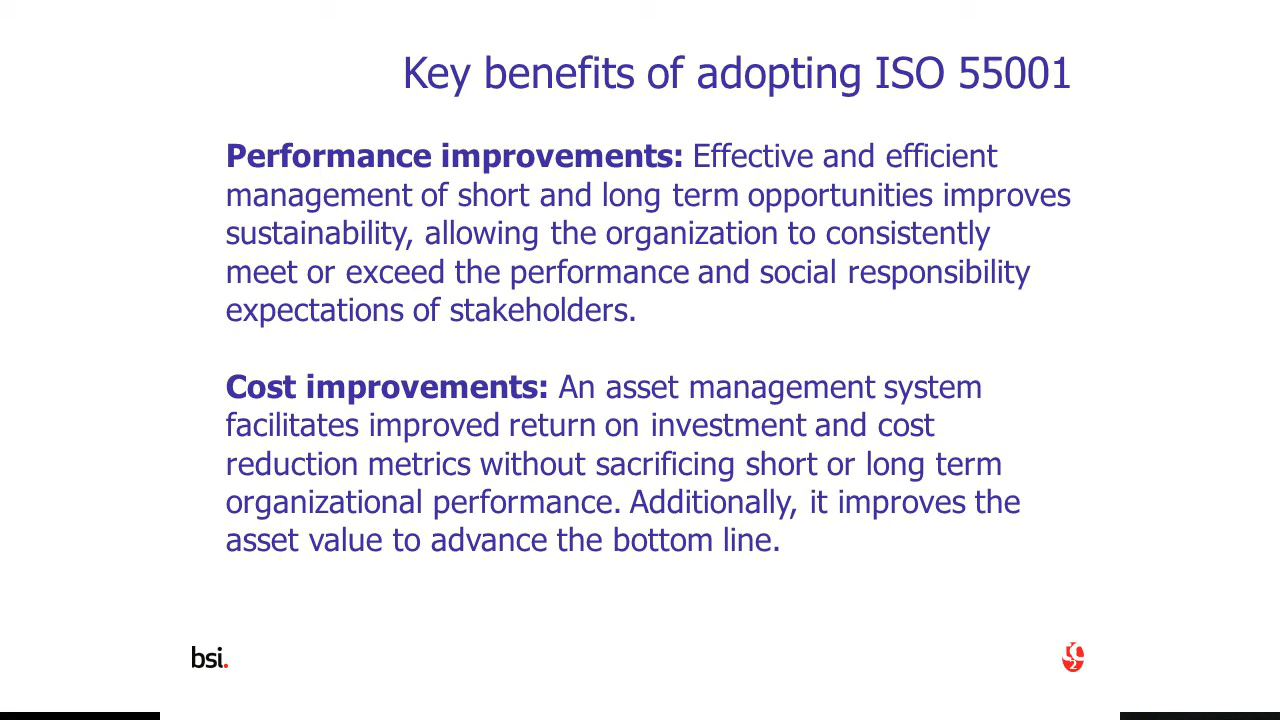 Key benefits of adopting ISO 55001
Performance improvements: Effective and efficient
management of short and long term opportunities improves
sustainability, allowing the organization to consistently
meet or exceed the performance and social responsibility
expectations of stakeholders.
Cost improvements: An asset management system
facilitates improved return on investment and cost
reduction metrics without sacrificing short or long term
organizational performance. Additionally, it improves the
asset value to advance the bottom line.
bsi.